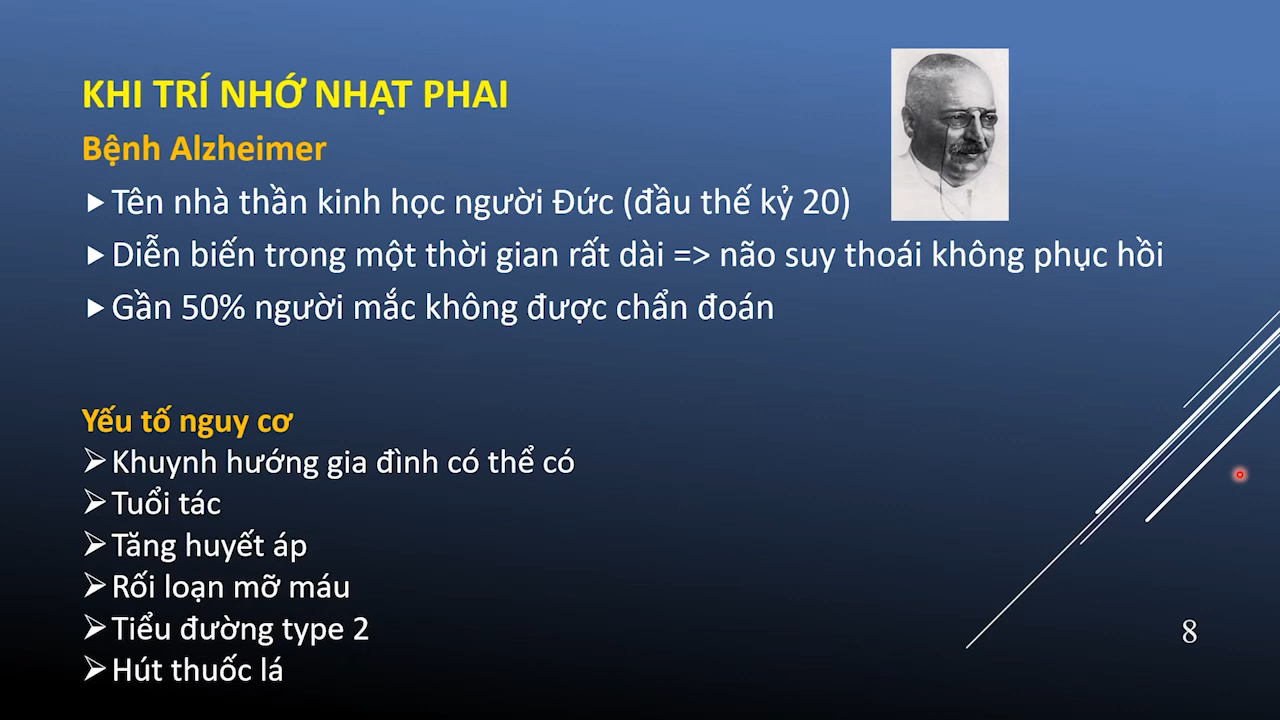 KHI TRÍ NHỚ NHẠT PHAI
Bệnh Alzheimer
Tên nhà thần kinh học người Đức (đầu thế kỷ 20)
Diễn biến trong một thời gian rất dài => não suy thoái không phục hồi
Gần 50% người mắc không được chẩn đoán
Yếu tố nguy cơ
Khuynh hướng gia đình có thể có
Tuổi tác
Tăng huyết áp
Rối loạn mỡ máu
Tiểu đường type 2
Hút thuốc lá
8